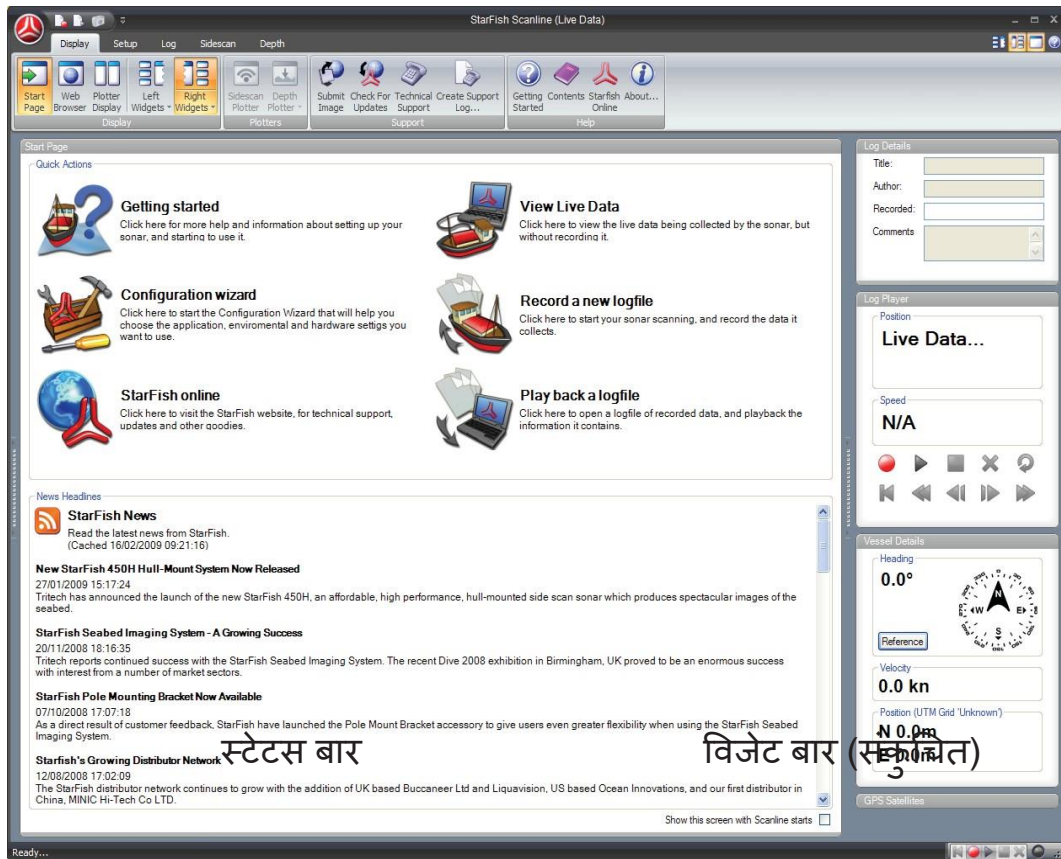 StarFish Scanline (Live Data)
Display Setup Log Sidescan Depth
Start Page
Web Browser
Plotter Display
Left Widgets
Right Widgets
Sidescan Plotter
Depth Plotter
Submit Image
Check For Updates
Technical Support
Create Support Log...
Getting Started
Contents
Starfish Online
About...
Display
Plotters
Support
Help
Start Page
Quick Actions
Getting started
Click here for more help and information about setting up your
sonar, and starting to use it.
View Live Data
Click here to view the live data being collected by the sonar, but
without recording it.
Configuration wizard
Click here to start the Configuration Wizard that will help you
choose the application, enviromental and hardware settigs you
want to use.
Record a new logfile
Click here to start your sonar scanning, and record the data it
collects.
StarFish online
Click here to visit the StarFish website, for technical support,
updates and other goodies.
Play back a logfile
Click here to open a logfile of recorded data, and playback the
information it contains.
News Headlines
StarFish News
Read the latest news from StarFish.
(Cached 16/02/2009 09:21:16)
New StarFish 450H Hull-Mount System Now Released
27/01/2009 15:17:24
Tritech has announced the launch of the new StarFish 450H, an affordable, high performance, hull-mounted side scan sonar which produces spectacular images of the
seabed.
StarFish Seabed Imaging System - A Growing Success
20/11/2008 18:16:35
Tritech reports continued success with the StarFish Seabed Imaging System. The recent Dive 2008 exhibition in Birmingham, UK proved to be an enormous success
with interest from a number of market sectors.
StarFish Pole Mounting Bracket Now Available
07/10/2008 17:07:18
As a direct result of customer feedback, StarFish have launched the Pole Mount Bracket accessory to give users even greater flexibility when using the StarFish Seabed
Imaging System.
स्टेटस बार
विजेट बार (संकुचित)
Starfish's Growing Distributor Network
12/08/2008 17:02:09
The StarFish distributor network continues to grow with the addition of UK based Buccaneer Ltd and Liquavision, US based Ocean Innovations, and our first distributor in
China, MINIC Hi-Tech Co LTD.
Show this screen with Scanline starts
Log Details
Title:
Author:
Recorded:
Comments
Log Player
Position
Live Data...
Speed
N/A
Vessel Details
Heading
0.0°
N
W
E
S
Reference
Velocity
0.0 kn
Position (UTM Grid 'Unknown')
N 0.0m
E 0.0m
GPS Satellites
Ready...